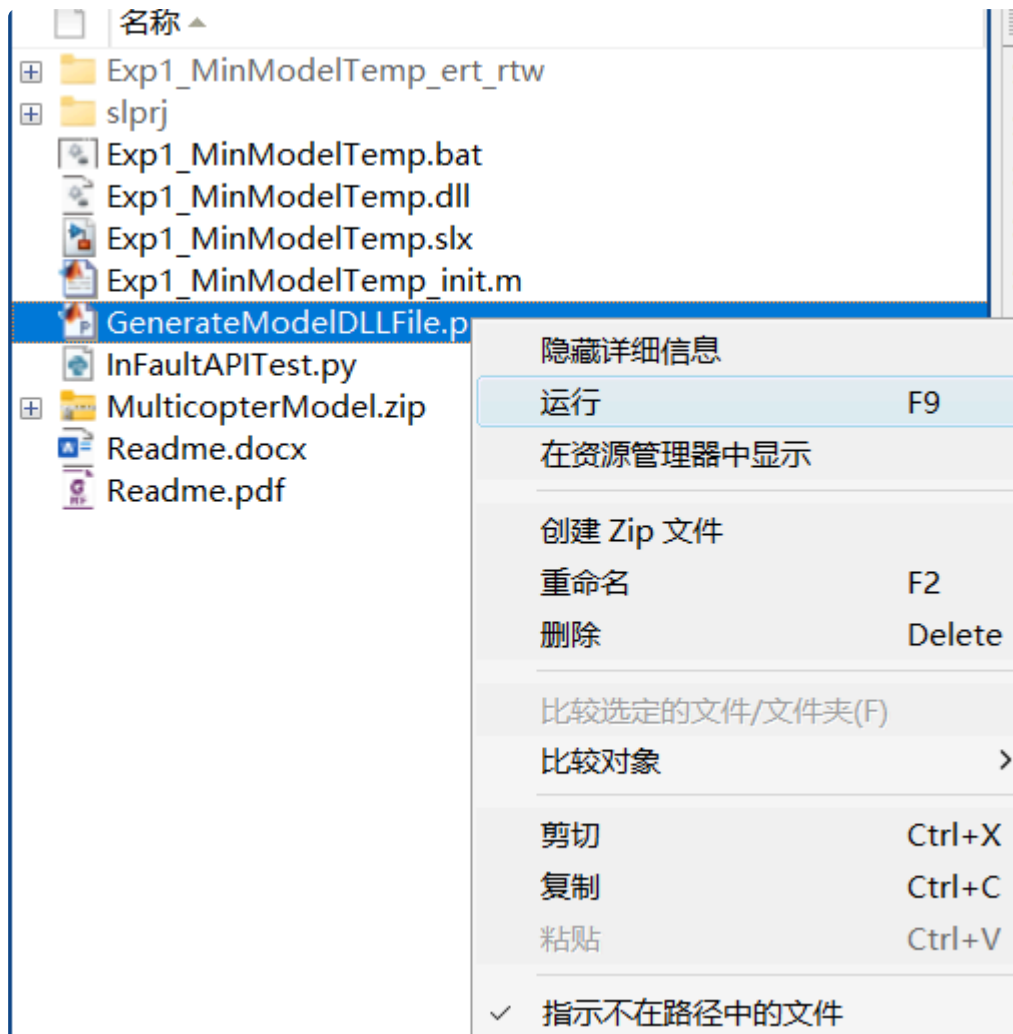 名称
Exp1_MinModelTemp_ert_rtw
slprj
Exp1_MinModelTemp.bat
Exp1_MinModelTemp.dll
Exp1_MinModelTemp.slx
Exp1_MinModelTemp_init.m
GenerateModelDLLFile.p
InFaultAPITest.py
MulticopterModel.zip
Readme.docx
Readme.pdf
隐藏详细信息
运行 F9
在资源管理器中显示
创建 Zip 文件
重命名 F2
删除 Delete
比较选定的文件/文件夹(F)
比较对象
剪切 Ctrl+X
复制 Ctrl+C
粘贴 Ctrl+V
指示不在路径中的文件